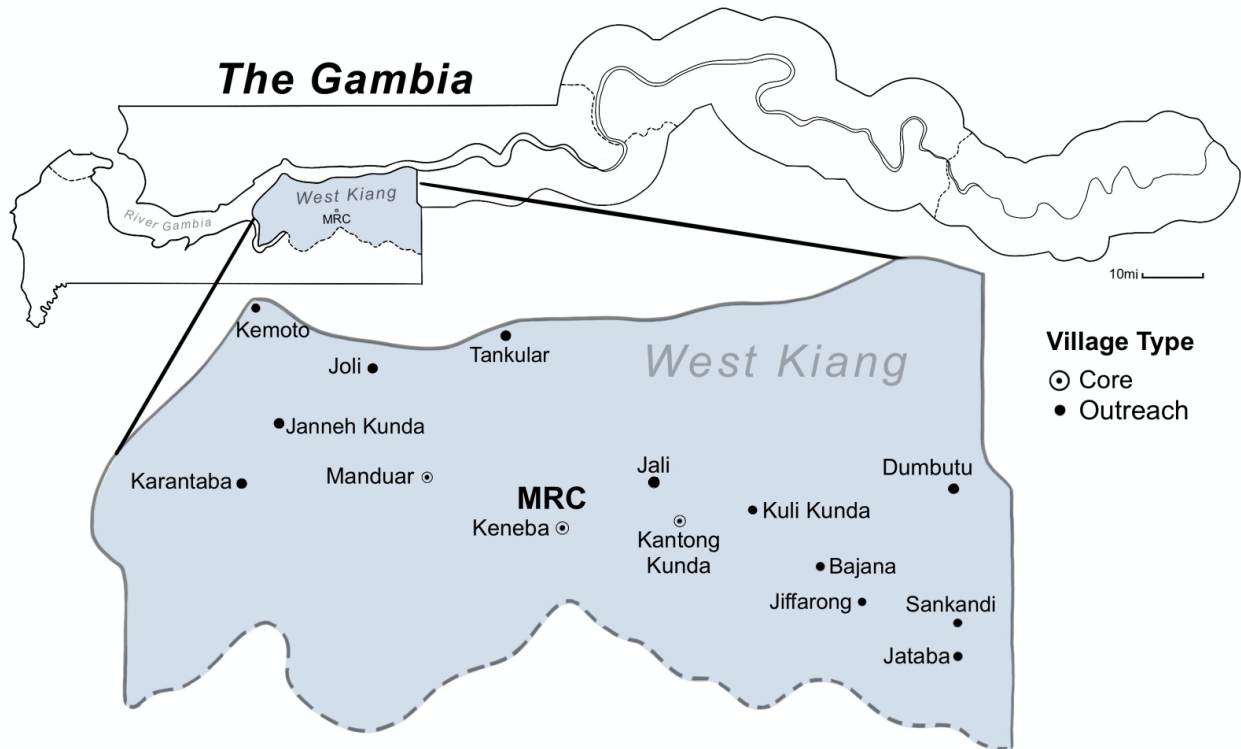 The Gambia
West Kiang
MRC
River Gambia
10mi
Kemoto
Tankular
West Kiang
Village Type
Joli
Core
Outreach
Janneh Kunda
Karantaba
Manduar
Jali
Dumbutu
MRC
Keneba
Kuli Kunda
Kantong
Kunda
Bajana
Jiffarong
Sankandi
Jataba